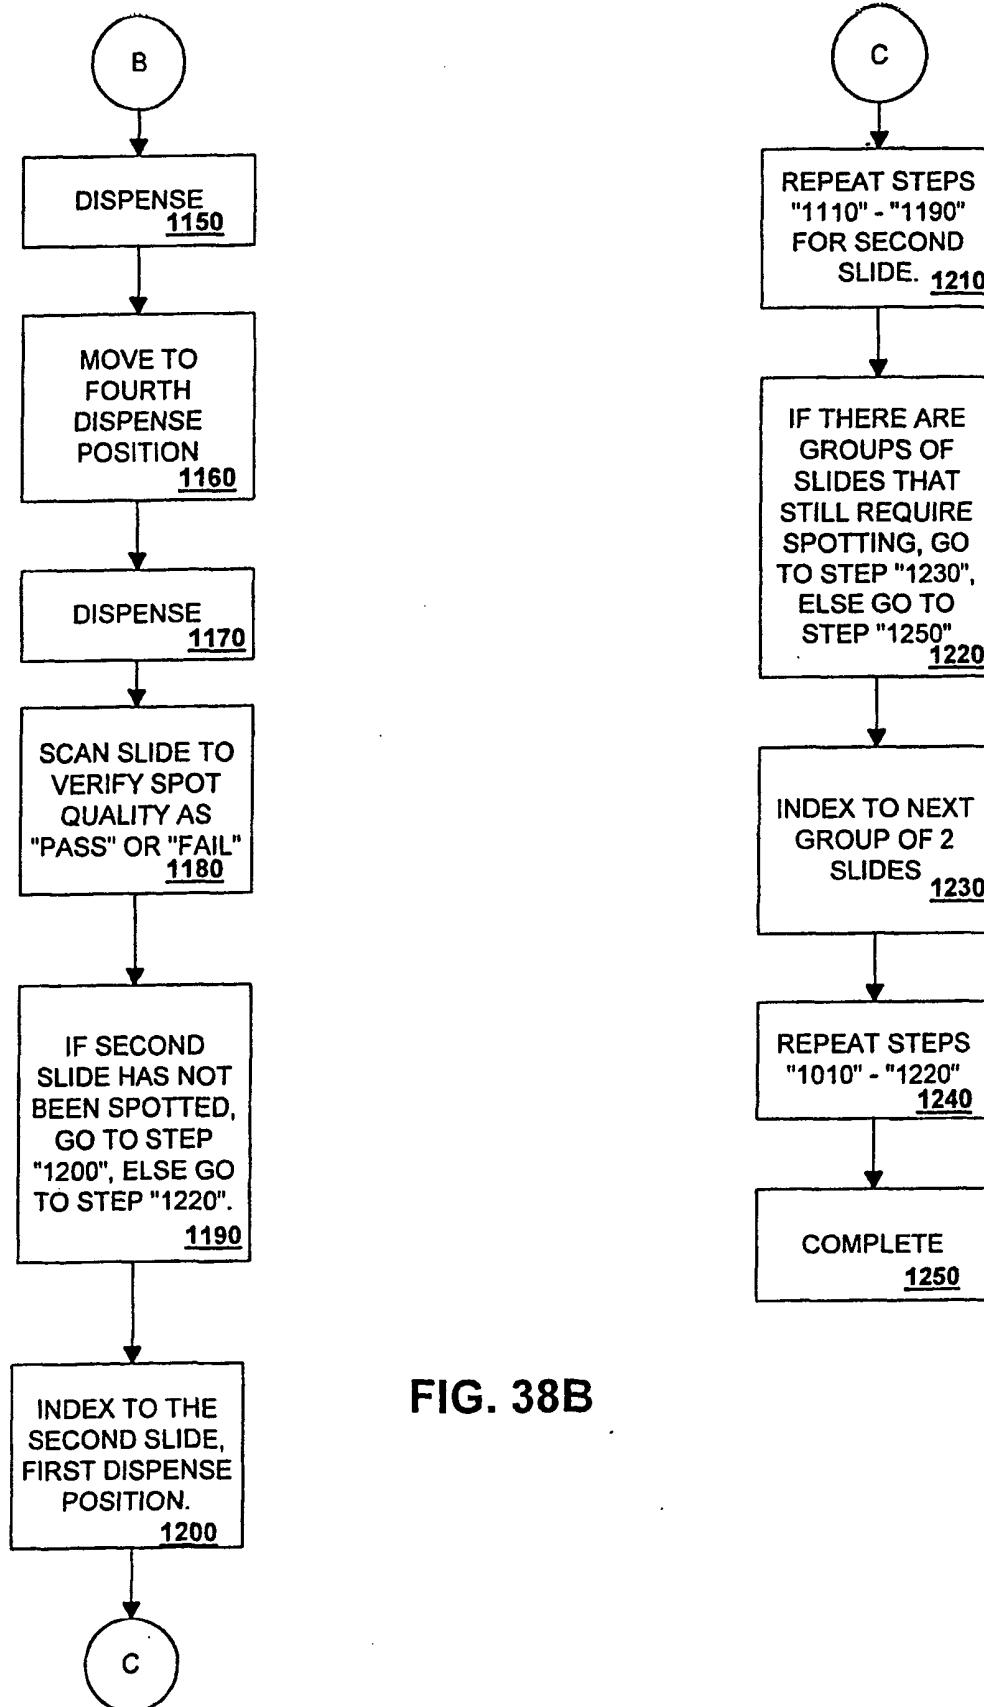 B
DISPENSE
1150
MOVE TO
FOURTH
DISPENSE
POSITION
1160
DISPENSE
1170
SCAN SLIDE TO
VERIFY SPOT
QUALITY AS
"PASS" OR "FAIL"
1180
IF SECOND
SLIDE HAS NOT
BEEN SPOTTED,
GO TO STEP
"1200", ELSE GO
TO STEP "1220".
1190
INDEX TO THE
SECOND SLIDE,
FIRST DISPENSE
POSITION.
1200
C
C
REPEAT STEPS
"1110" - "1190"
FOR SECOND
SLIDE.
1210
IF THERE ARE
GROUPS OF
SLIDES THAT
STILL REQUIRE
SPOTTING, GO
TO STEP "1230",
ELSE GO TO
STEP "1250"
1220
INDEX TO NEXT
GROUP OF 2
SLIDES
1230
REPEAT STEPS
"1010" - "1220"
1240
COMPLETE
1250
FIG. 38B